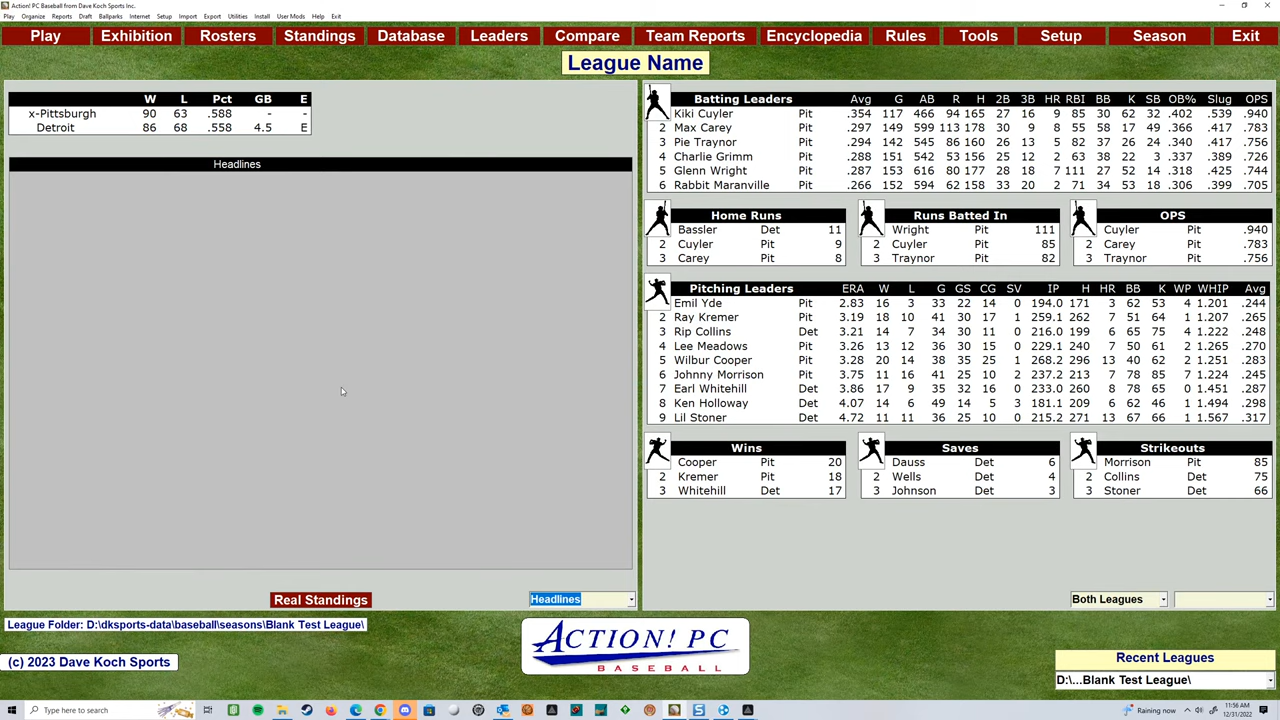 Action! PC Baseball from Dave Koch Sports Inc.
Play Organize Reports Draft Ballparks Internet Setup Import Export Utilities Install User Mods Help Exit
Play Exhibition Rosters Standings Database Leaders Compare Team Reports Encyclopedia Rules Tools Setup Season Exit
League Name
W L Pct GB E
x-Pittsburgh 90 63 .588 - -
Detroit 86 68 .558 4.5 E
Headlines
Real Standings Headlines
League Folder: D:\dksports-data\baseball\seasons\Blank Test League\
(c) 2023 Dave Koch Sports
Batting Leaders Avg G AB R H 2B 3B HR RBI BB K SB OB% Slug OPS
Kiki Cuyler Pit .354 117 466 94 165 27 16 9 85 30 62 32 .402 .539 .940
2 Max Carey Pit .297 149 599 113 178 30 9 8 55 58 17 49 .366 .417 .783
3 Pie Traynor Pit .294 142 545 86 160 26 13 5 82 37 26 24 .340 .417 .756
4 Charlie Grimm Pit .288 151 542 53 156 25 12 2 63 38 22 3 .337 .389 .726
5 Glenn Wright Pit .287 153 616 80 177 28 18 7 111 27 52 14 .318 .425 .744
6 Rabbit Maranville Pit .266 152 594 62 158 33 20 2 71 34 53 18 .306 .399 .705
Home Runs
Bassler Det 11
2 Cuyler Pit 9
3 Carey Pit 8
Runs Batted In
Wright Pit 111
2 Cuyler Pit 85
3 Traynor Pit 82
OPS
Cuyler Pit .940
2 Carey Pit .783
3 Traynor Pit .756
Pitching Leaders ERA W L G GS CG SV IP H HR BB K WP WHIP Avg
Emil Yde Pit 2.83 16 3 33 22 14 0 194.0 171 3 62 53 4 1.201 .244
2 Ray Kremer Pit 3.19 18 10 41 30 17 1 259.1 262 7 51 64 1 1.207 .265
3 Rip Collins Det 3.21 14 7 34 30 11 0 216.0 199 6 65 75 4 1.222 .248
4 Lee Meadows Pit 3.26 13 12 36 30 15 0 229.1 240 7 50 61 2 1.265 .270
5 Wilbur Cooper Pit 3.28 20 14 38 35 25 1 268.2 296 13 40 62 2 1.251 .283
6 Johnny Morrison Pit 3.75 11 16 41 25 10 2 237.2 213 7 78 85 7 1.224 .245
7 Earl Whitehill Det 3.86 17 9 35 32 16 0 233.0 260 8 78 65 0 1.451 .287
8 Ken Holloway Det 4.07 14 6 49 14 5 3 181.1 209 6 62 46 1 1.494 .298
9 Lil Stoner Det 4.72 11 11 36 25 10 0 215.2 271 13 67 66 1 1.567 .317
Wins
Cooper Pit 20
2 Kremer Pit 18
3 Whitehill Det 17
Saves
Dauss Det 6
2 Wells Det 4
3 Johnson Det 3
Strikeouts
Morrison Pit 85
2 Collins Det 75
3 Stoner Det 66
Both Leagues
ACTION! PC
BASEBALL
Recent Leagues
D:\...Blank Test League\
Type here to search
Raining now
11:56 AM
12/31/2022